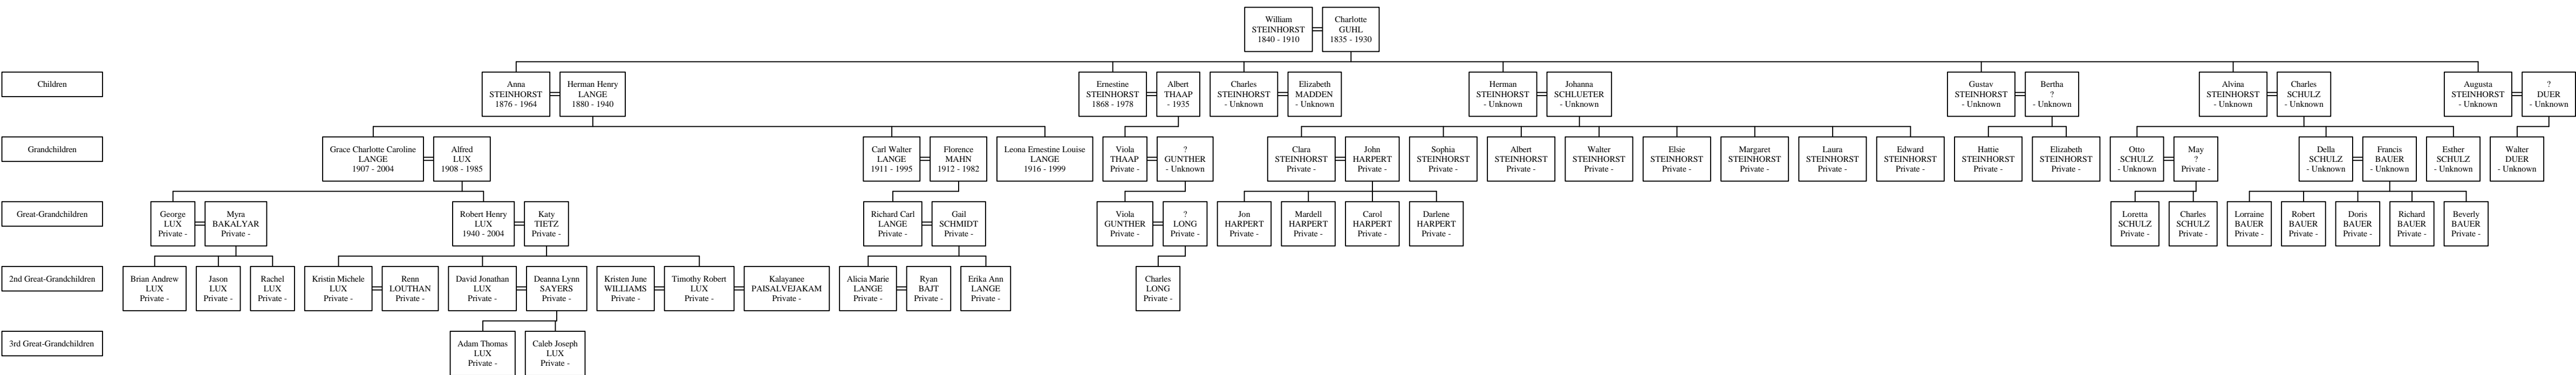 William
STEINHORST
1840 - 1910
Charlotte
GUHL
1835 - 1930
Children
Anna
STEINHORST
1876 - 1964
Herman Henry
LANGE
1880 - 1940
Ernestine
STEINHORST
1868 - 1978
Albert
THAAP
- 1935
Charles
STEINHORST
- Unknown
Elizabeth
MADDEN
- Unknown
Herman
STEINHORST
- Unknown
Johanna
SCHLUETER
- Unknown
Gustav
STEINHORST
- Unknown
Bertha
?
- Unknown
Alvina
STEINHORST
- Unknown
Charles
SCHULZ
- Unknown
Augusta
STEINHORST
- Unknown
?
DUER
- Unknown
Grandchildren
Grace Charlotte Caroline
LANGE
1907 - 2004
Alfred
LUX
1908 - 1985
Carl Walter
LANGE
1911 - 1995
Florence
MAHN
1912 - 1982
Leona Ernestine Louise
LANGE
1916 - 1999
Viola
THAAP
Private -
?
GUNTHER
- Unknown
Clara
STEINHORST
Private -
John
HARPERT
Private -
Sophia
STEINHORST
Private -
Albert
STEINHORST
Private -
Walter
STEINHORST
Private -
Elsie
STEINHORST
Private -
Margaret
STEINHORST
Private -
Laura
STEINHORST
Private -
Edward
STEINHORST
Private -
Hattie
STEINHORST
Private -
Elizabeth
STEINHORST
Private -
Otto
SCHULZ
- Unknown
May
?
Private -
Della
SCHULZ
- Unknown
Francis
BAUER
- Unknown
Esther
SCHULZ
- Unknown
Walter
DUER
- Unknown
Great-Grandchildren
George
LUX
Private -
Myra
BAKALYAR
Private -
Robert Henry
LUX
1940 - 2004
Katy
TIETZ
Private -
Richard Carl
LANGE
Private -
Gail
SCHMIDT
Private -
Viola
GUNTHER
Private -
?
LONG
Private -
Jon
HARPERT
Private -
Mardell
HARPERT
Private -
Carol
HARPERT
Private -
Darlene
HARPERT
Private -
Loretta
SCHULZ
Private -
Charles
SCHULZ
Private -
Lorraine
BAUER
Private -
Robert
BAUER
Private -
Doris
BAUER
Private -
Richard
BAUER
Private -
Beverly
BAUER
Private -
2nd Great-Grandchildren
Brian Andrew
LUX
Private -
Jason
LUX
Private -
Rachel
LUX
Private -
Kristin Michele
LUX
Private -
Renn
LOUTHAN
Private -
David Jonathan
LUX
Private -
Deanna Lynn
SAYERS
Private -
Kristen June
WILLIAMS
Private -
Timothy Robert
LUX
Private -
Kalayanee
PAISALVEJAKAM
Private -
Alicia Marie
LANGE
Private -
Ryan
BAJT
Private -
Erika Ann
LANGE
Private -
Charles
LONG
Private -
3rd Great-Grandchildren
Adam Thomas
LUX
Private -
Caleb Joseph
LUX
Private -